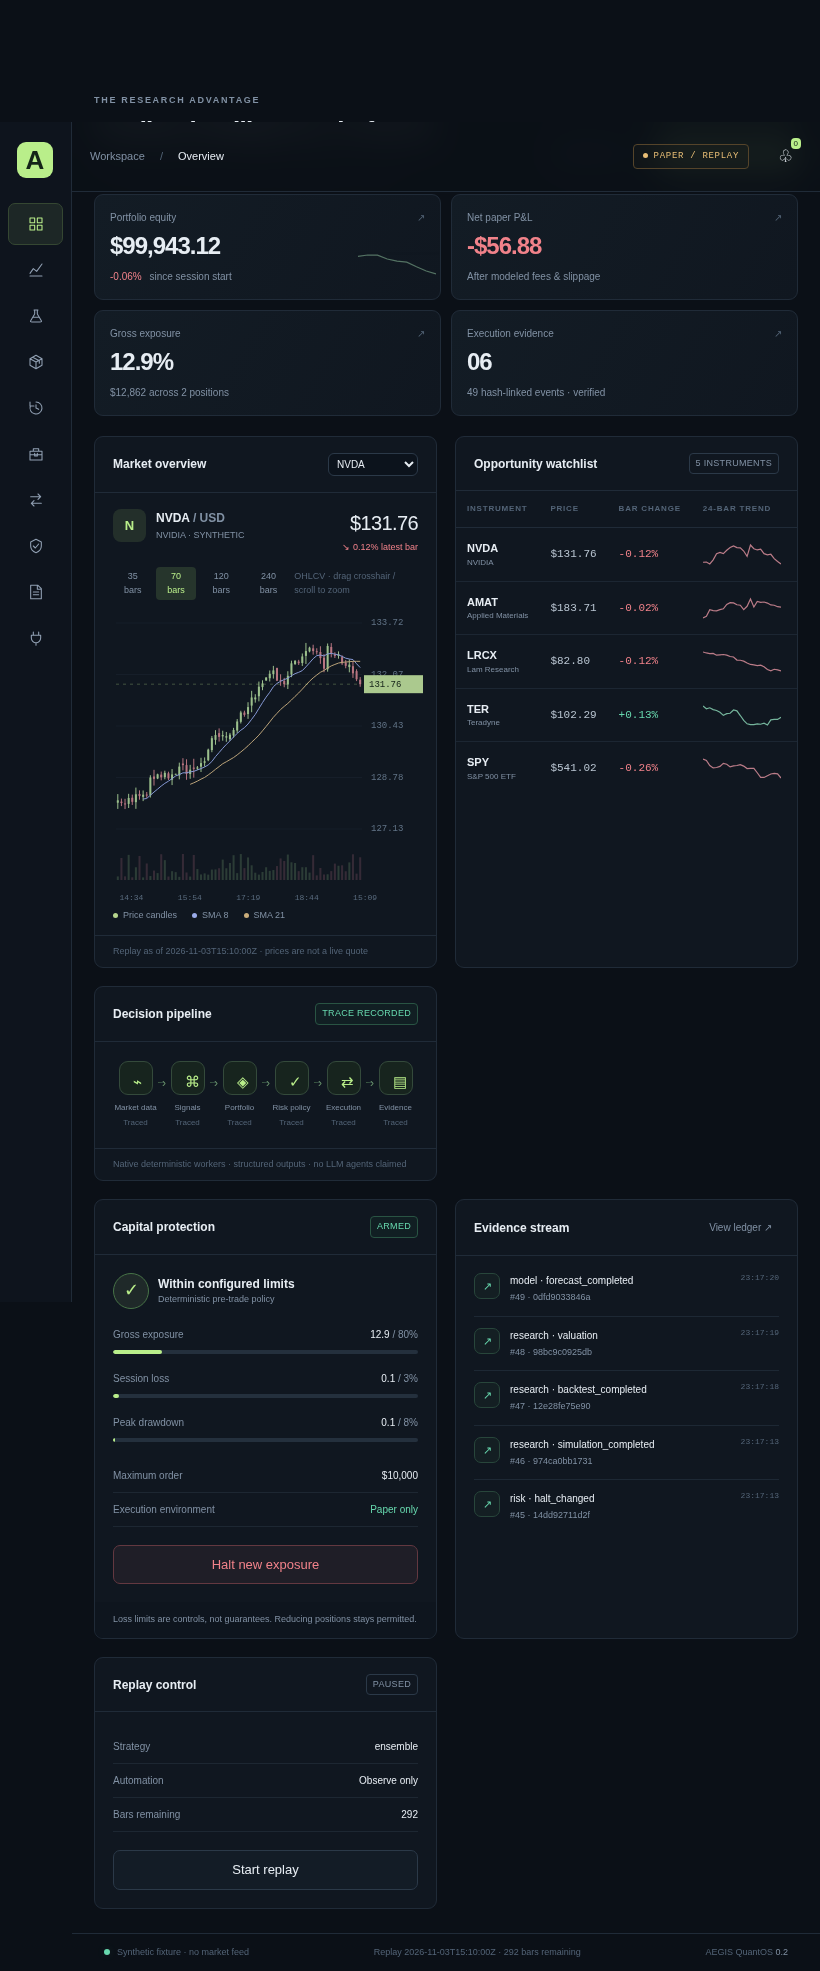 THE RESEARCH ADVANTAGE
A
Workspace / Overview
PAPER / REPLAY
0
Portfolio equity ↗
$99,943.12
-0.06% since session start
Net paper P&L ↗
-$56.88
After modeled fees & slippage
Gross exposure ↗
12.9%
$12,862 across 2 positions
Execution evidence ↗
06
49 hash-linked events · verified
Market overview
NVDA
N
NVDA / USD
NVIDIA · SYNTHETIC
$131.76
↘ 0.12% latest bar
35 bars
70 bars
120 bars
240 bars
OHLCV · drag crosshair / scroll to zoom
133.72
132.07
131.76
130.43
128.78
127.13
14:34 15:54 17:19 18:44 15:09
Price candles SMA 8 SMA 21
Replay as of 2026-11-03T15:10:00Z · prices are not a live quote
Opportunity watchlist
5 INSTRUMENTS
INSTRUMENT PRICE BAR CHANGE 24-BAR TREND
NVDA $131.76 -0.12%
NVIDIA
AMAT $183.71 -0.02%
Applied Materials
LRCX $82.80 -0.12%
Lam Research
TER $102.29 +0.13%
Teradyne
SPY $541.02 -0.26%
S&P 500 ETF
Decision pipeline
TRACE RECORDED
Market data Signals Portfolio Risk policy Execution Evidence
Traced Traced Traced Traced Traced Traced
Native deterministic workers · structured outputs · no LLM agents claimed
Capital protection
ARMED
Within configured limits
Deterministic pre-trade policy
Gross exposure 12.9 / 80%
Session loss 0.1 / 3%
Peak drawdown 0.1 / 8%
Maximum order $10,000
Execution environment Paper only
Halt new exposure
Loss limits are controls, not guarantees. Reducing positions stays permitted.
Evidence stream
View ledger ↗
model · forecast_completed 23:17:20
#49 · 0dfd9033846a
research · valuation 23:17:19
#48 · 98bc9c0925db
research · backtest_completed 23:17:18
#47 · 12e28fe75e90
research · simulation_completed 23:17:13
#46 · 974ca0bb1731
risk · halt_changed 23:17:13
#45 · 14dd92711d2f
Replay control
PAUSED
Strategy ensemble
Automation Observe only
Bars remaining 292
Start replay
Synthetic fixture · no market feed
Replay 2026-11-03T15:10:00Z · 292 bars remaining
AEGIS QuantOS 0.2